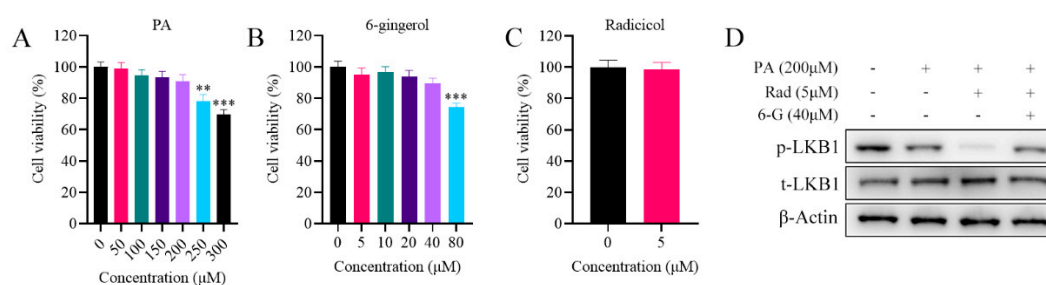 A
PA
Cell viability (%)
120
100
80
60
40
20
0
**
***
0 50 100 150 200 250 300
Concentration (μM)
B
6-gingerol
Cell viability (%)
120
100
80
60
40
20
0
***
0 5 10 20 40 80
Concentration (μM)
C
Radicicol
Cell viability (%)
120
100
80
60
40
20
0
0 5
Concentration (μM)
D
PA (200μM) - + + +
Rad (5μM) - - + +
6-G (40μM) - - - +
p-LKB1
t-LKB1
β-Actin